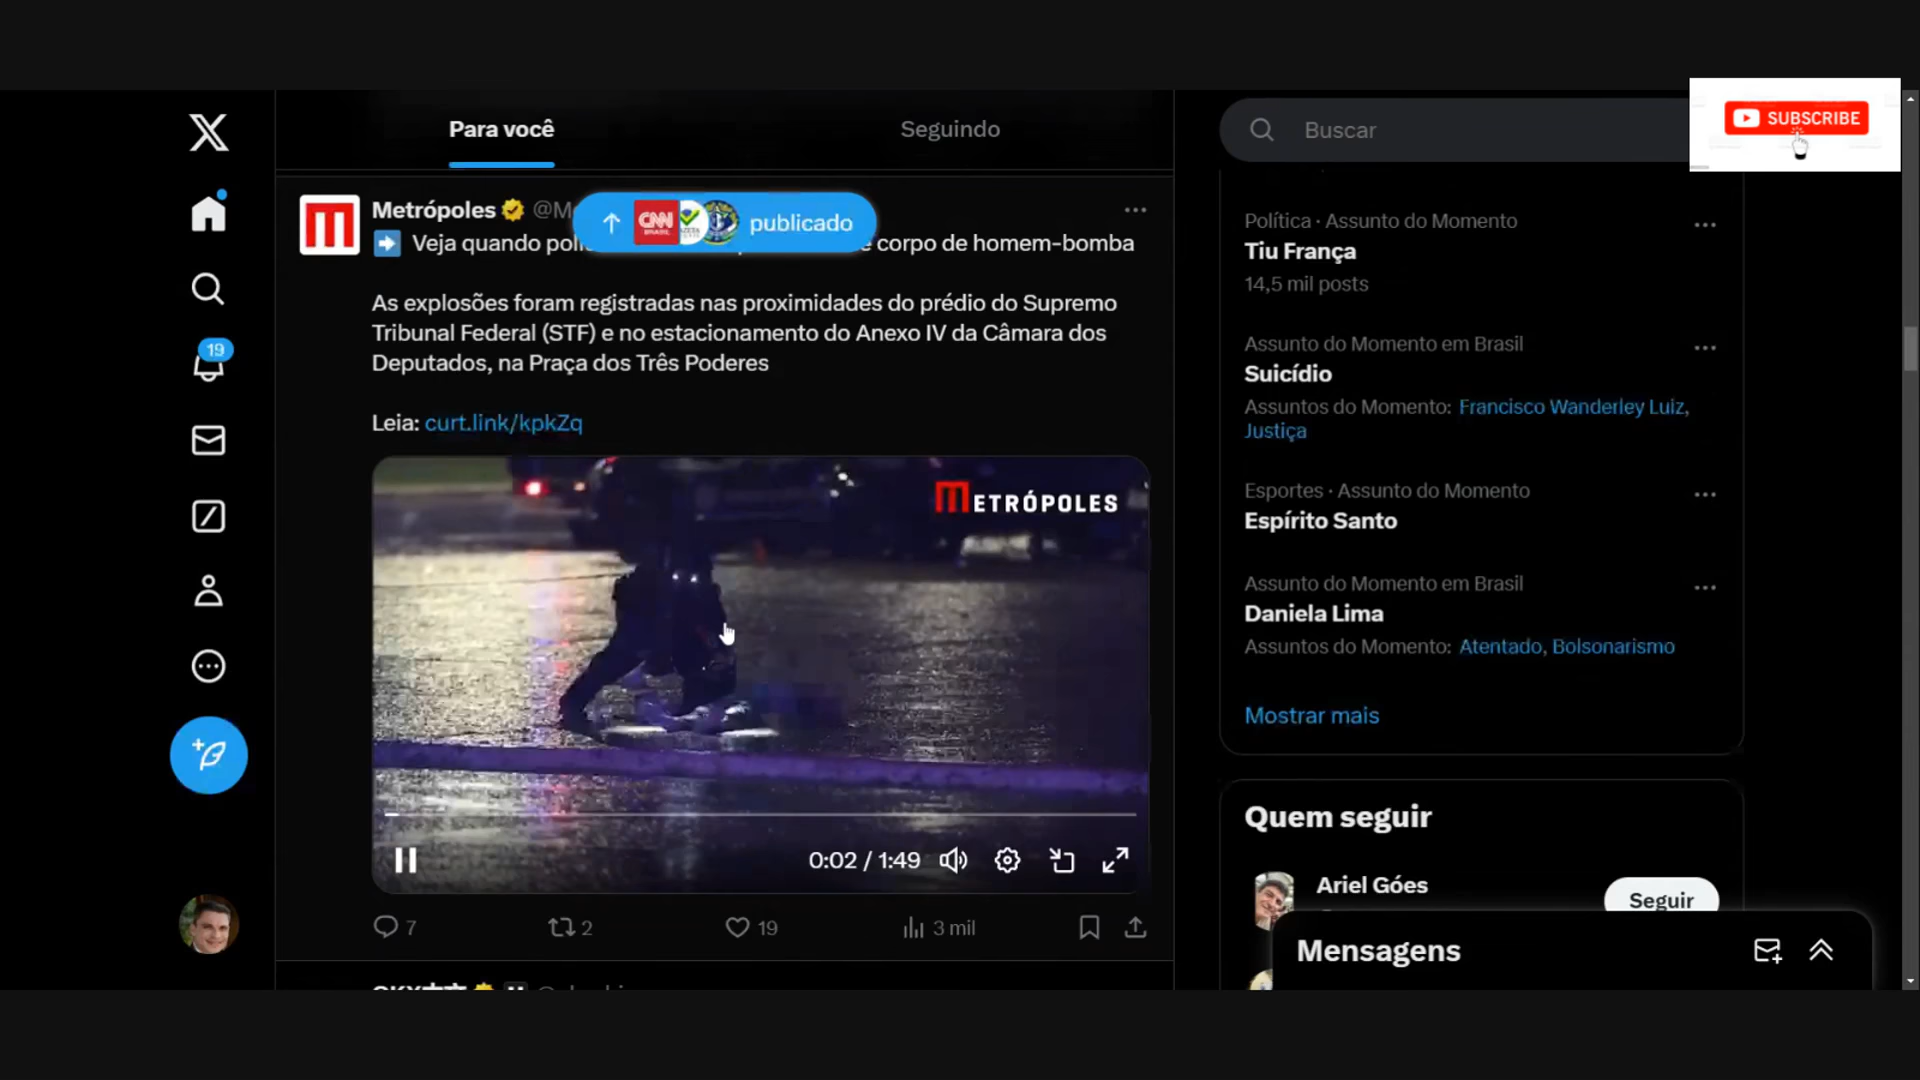 Para você
Seguindo
Buscar
SUBSCRIBE
Metrópoles
publicado
CNN
BRASIL
Veja quando
corpo de homem-bomba
As explosões foram registradas nas proximidades do prédio do Supremo
Tribunal Federal (STF) e no estacionamento do Anexo IV da Câmara dos
Deputados, na Praça dos Três Poderes
Leia: curt.link/kpkZq
METRÓPOLES
0:02 / 1:49
7
2
19
3 mil
19
Política · Assunto do Momento
Tiu França
14,5 mil posts
Assunto do Momento em Brasil
Suicídio
Assuntos do Momento: Francisco Wanderley Luiz,
Justiça
Esportes · Assunto do Momento
Espírito Santo
Assunto do Momento em Brasil
Daniela Lima
Assuntos do Momento: Atentado, Bolsonarismo
Mostrar mais
Quem seguir
Ariel Góes
Seguir
Mensagens